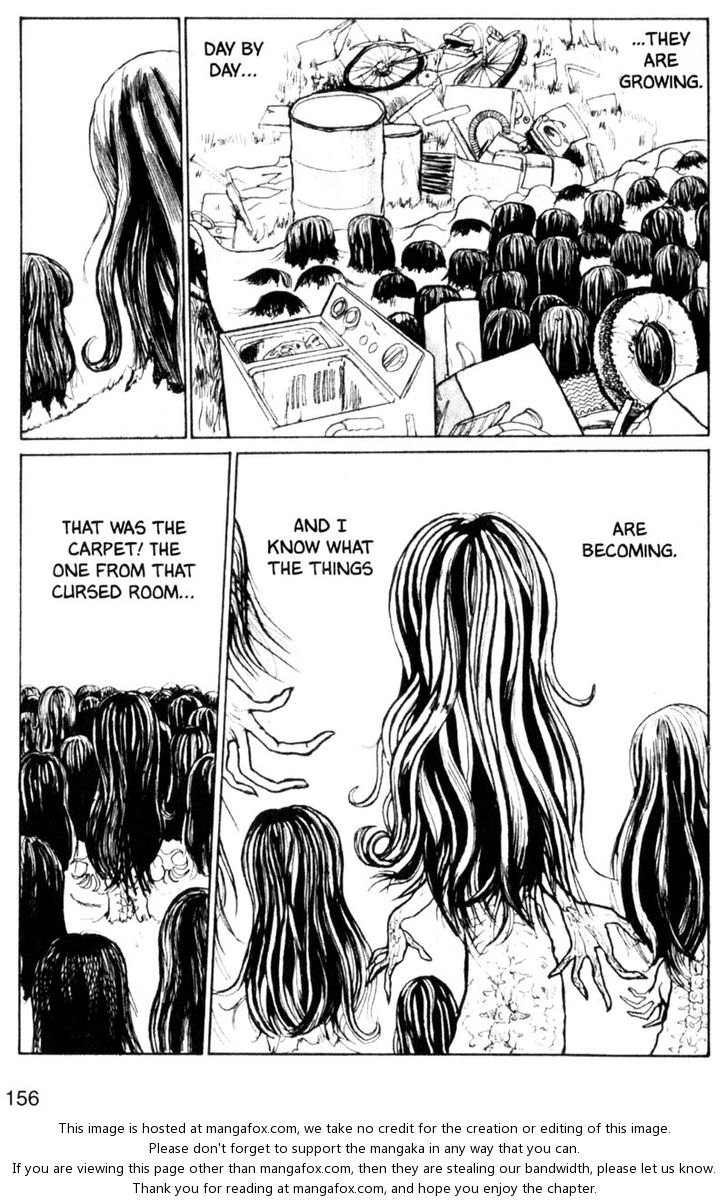 DAY BY
DAY...
...THEY
ARE
GROWING.
THAT WAS THE
CARPET! THE
ONE FROM THAT
CURSED ROOM...
AND I
KNOW WHAT
THE THINGS
ARE
BECOMING.
156
This image is hosted at mangafox.com, we take no credit for the creation or editing of this image.
Please don't forget to support the mangaka in any way that you can.
If you are viewing this page other than mangafox.com, then they are stealing our bandwidth, please let us know.
Thank you for reading at mangafox.com, and hope you enjoy the chapter.